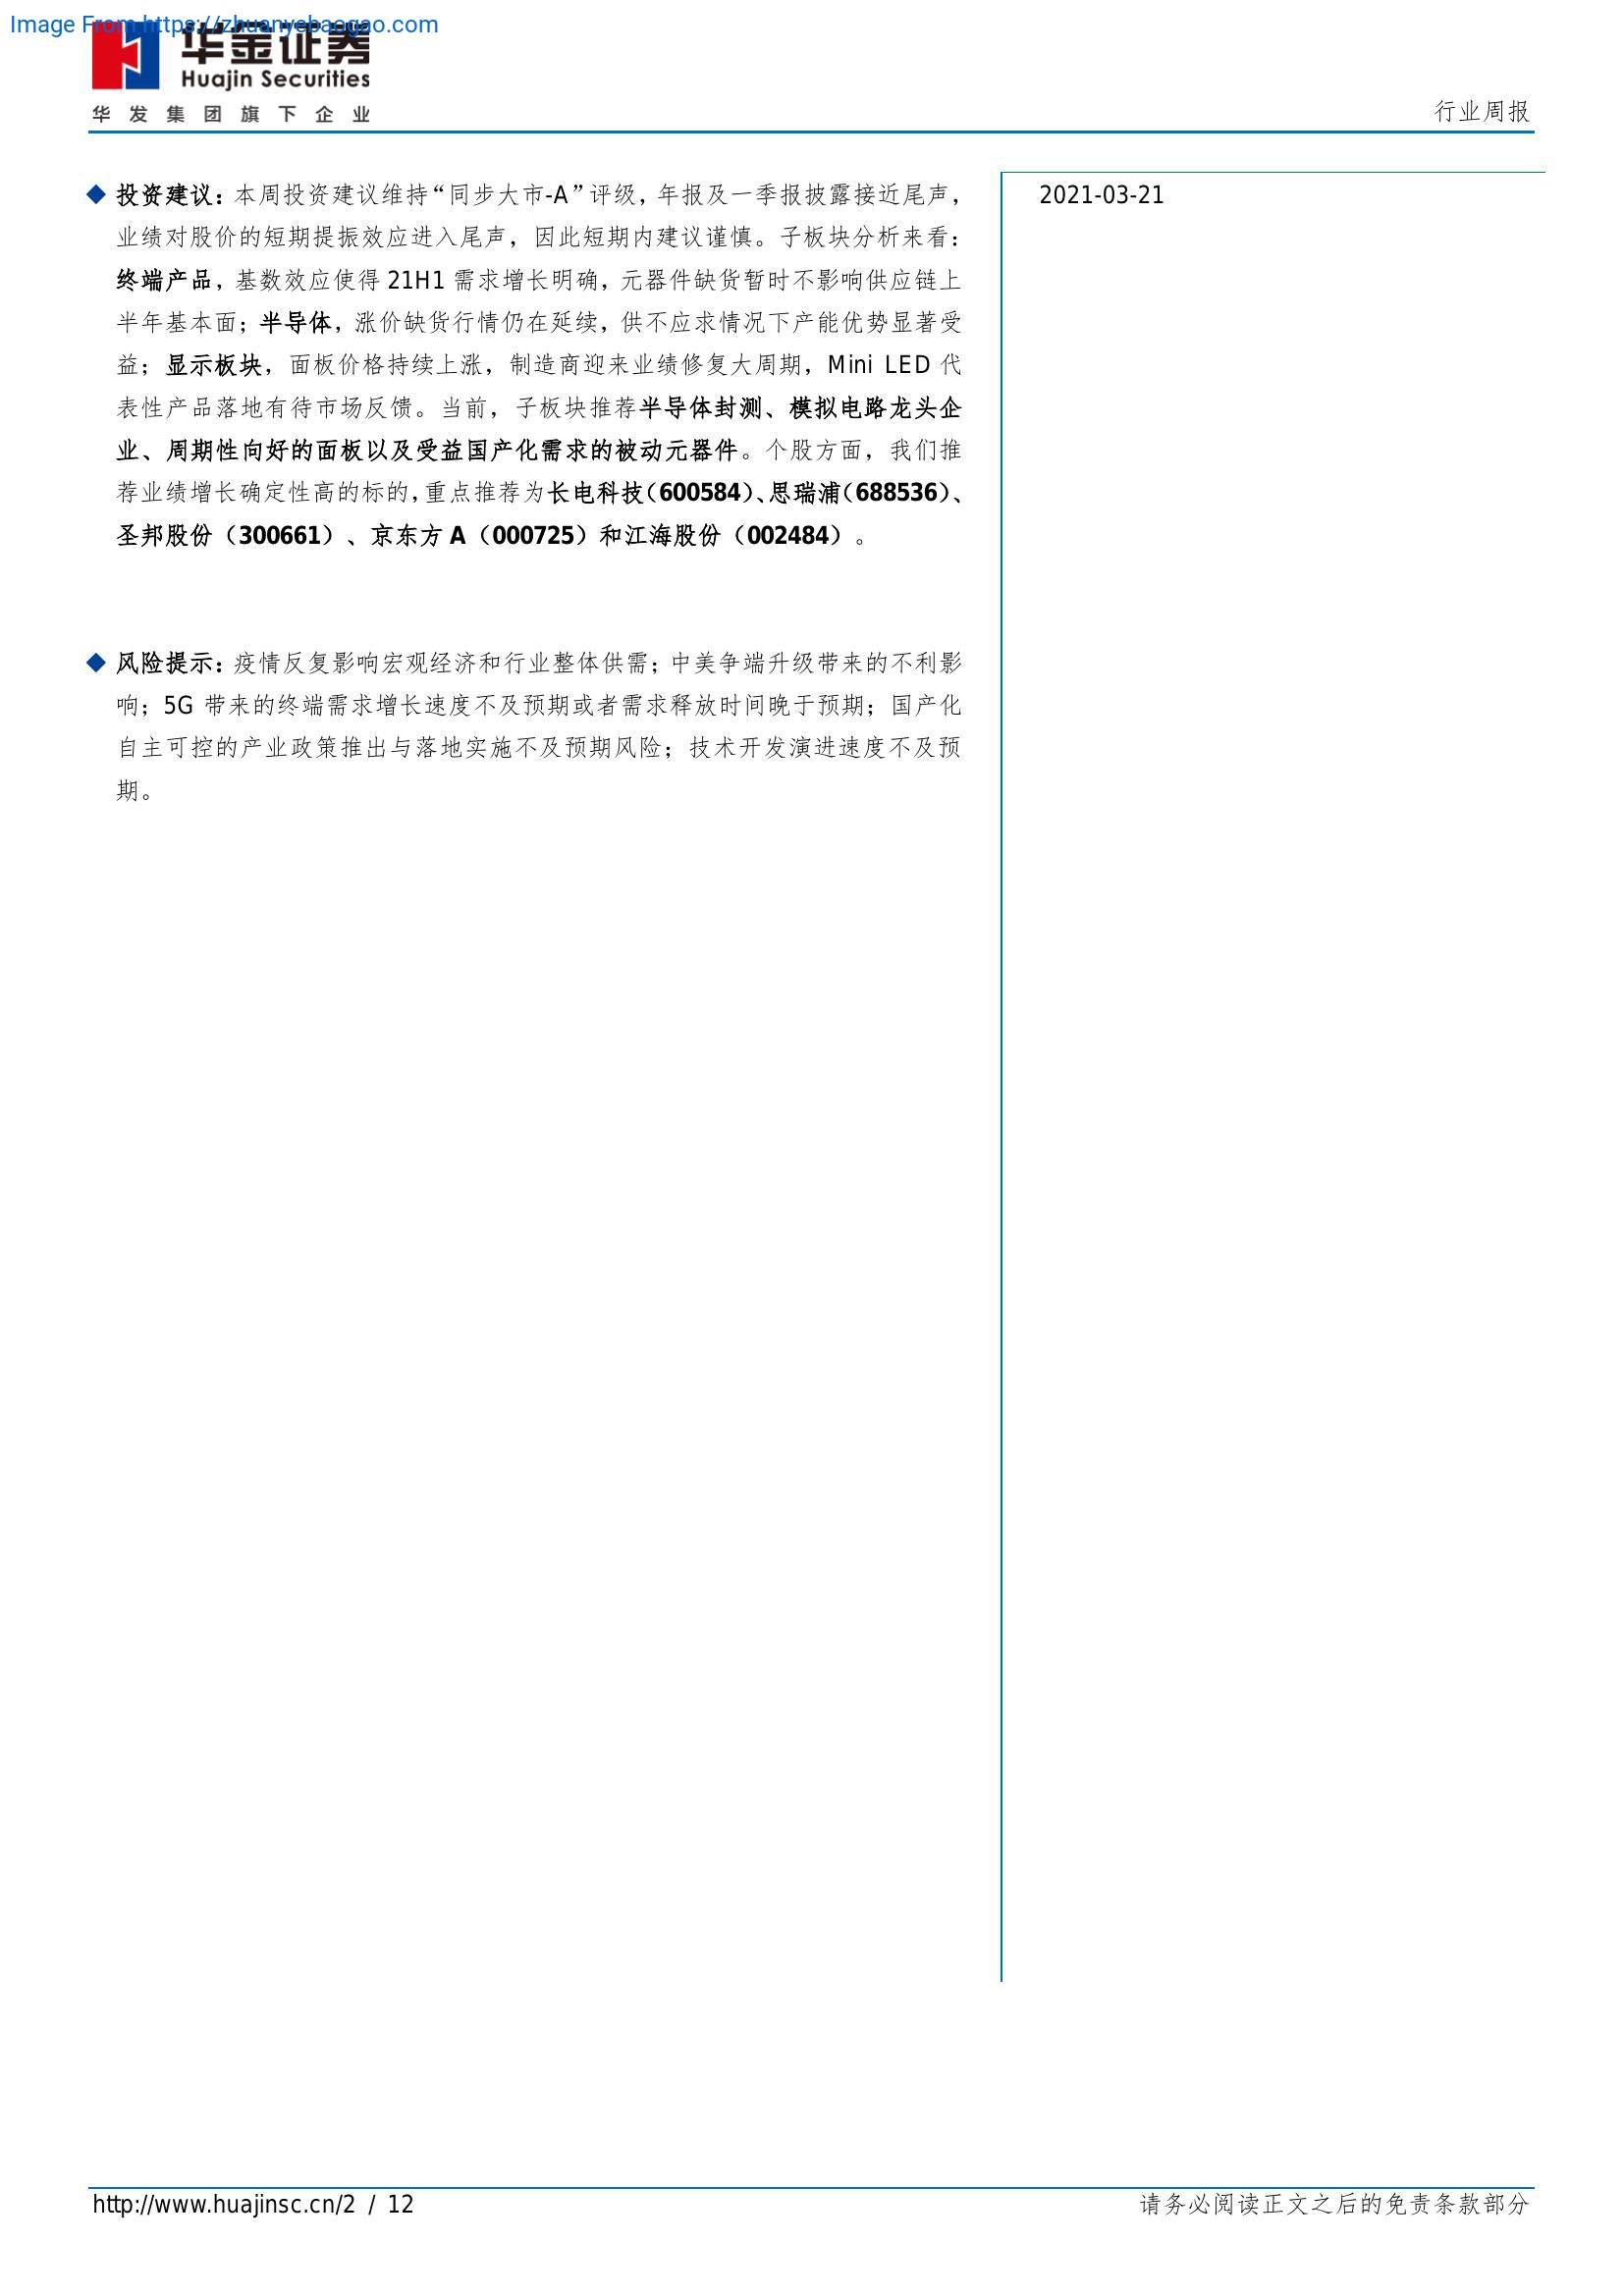 Image From https://zhuanyebaogao.com
华金证券
Huajin Securities
华发集团旗下企业
行业周报
投资建议：本周投资建议维持“同步大市-A”评级，年报及一季报披露接近尾声，
业绩对股价的短期提振效应进入尾声，因此短期内建议谨慎。子板块分析来看：
终端产品，基数效应使得 21H1 需求增长明确，元器件缺货暂时不影响供应链上
半年基本面；半导体，涨价缺货行情仍在延续，供不应求情况下产能优势显著受
益；显示板块，面板价格持续上涨，制造商迎来业绩修复大周期，Mini LED 代
表性产品落地有待市场反馈。当前，子板块推荐半导体封测、模拟电路龙头企
业、周期性向好的面板以及受益国产化需求的被动元器件。个股方面，我们推
荐业绩增长确定性高的标的，重点推荐为长电科技（600584）、思瑞浦（688536）、
圣邦股份（300661）、京东方 A（000725）和江海股份（002484）。
风险提示：疫情反复影响宏观经济和行业整体供需；中美争端升级带来的不利影
响；5G 带来的终端需求增长速度不及预期或者需求释放时间晚于预期；国产化
自主可控的产业政策推出与落地实施不及预期风险；技术开发演进速度不及预
期。
2021-03-21
http://www.huajinsc.cn/2 / 12
请务必阅读正文之后的免责条款部分